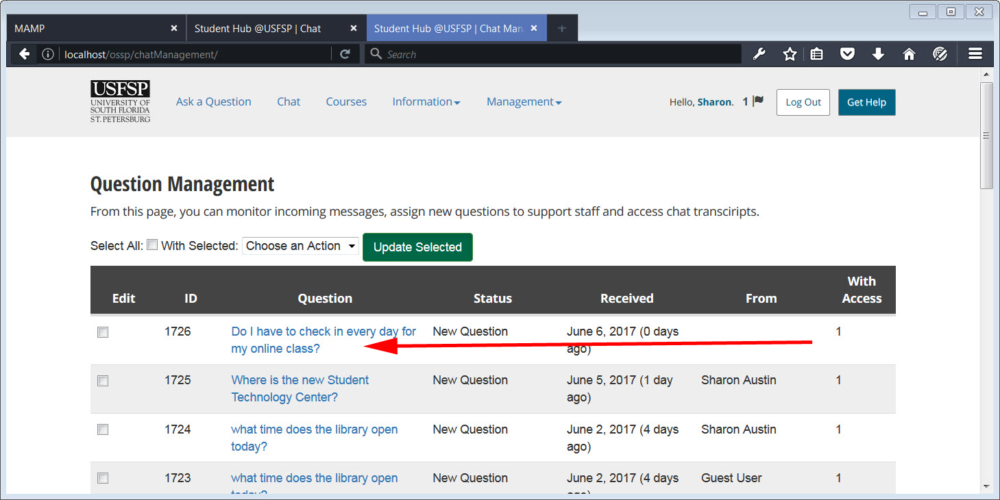 MAMP
Student Hub @USFSP | Chat
Student Hub @USFSP | Chat Man
localhost/ossp/chatManagement/
Search
USFSP
UNIVERSITY OF
SOUTH FLORIDA
ST. PETERSBURG
Ask a Question
Chat
Courses
Information
Management
Hello, Sharon.
1
Log Out
Get Help
Question Management
From this page, you can monitor incoming messages, assign new questions to support staff and access chat transciripts.
Select All: With Selected: Choose an Action Update Selected
With
Edit ID Question Status Received From Access
1726 Do I have to check in every day for New Question June 6, 2017 (0 days 1
my online class? ago)
1725 Where is the new Student New Question June 5, 2017 (1 day Sharon Austin 1
Technology Center? ago)
1724 what time does the library open New Question June 2, 2017 (4 days Sharon Austin 1
today? ago)
1723 what time does the library open New Question June 2, 2017 (4 days Guest User 1
today? ago)